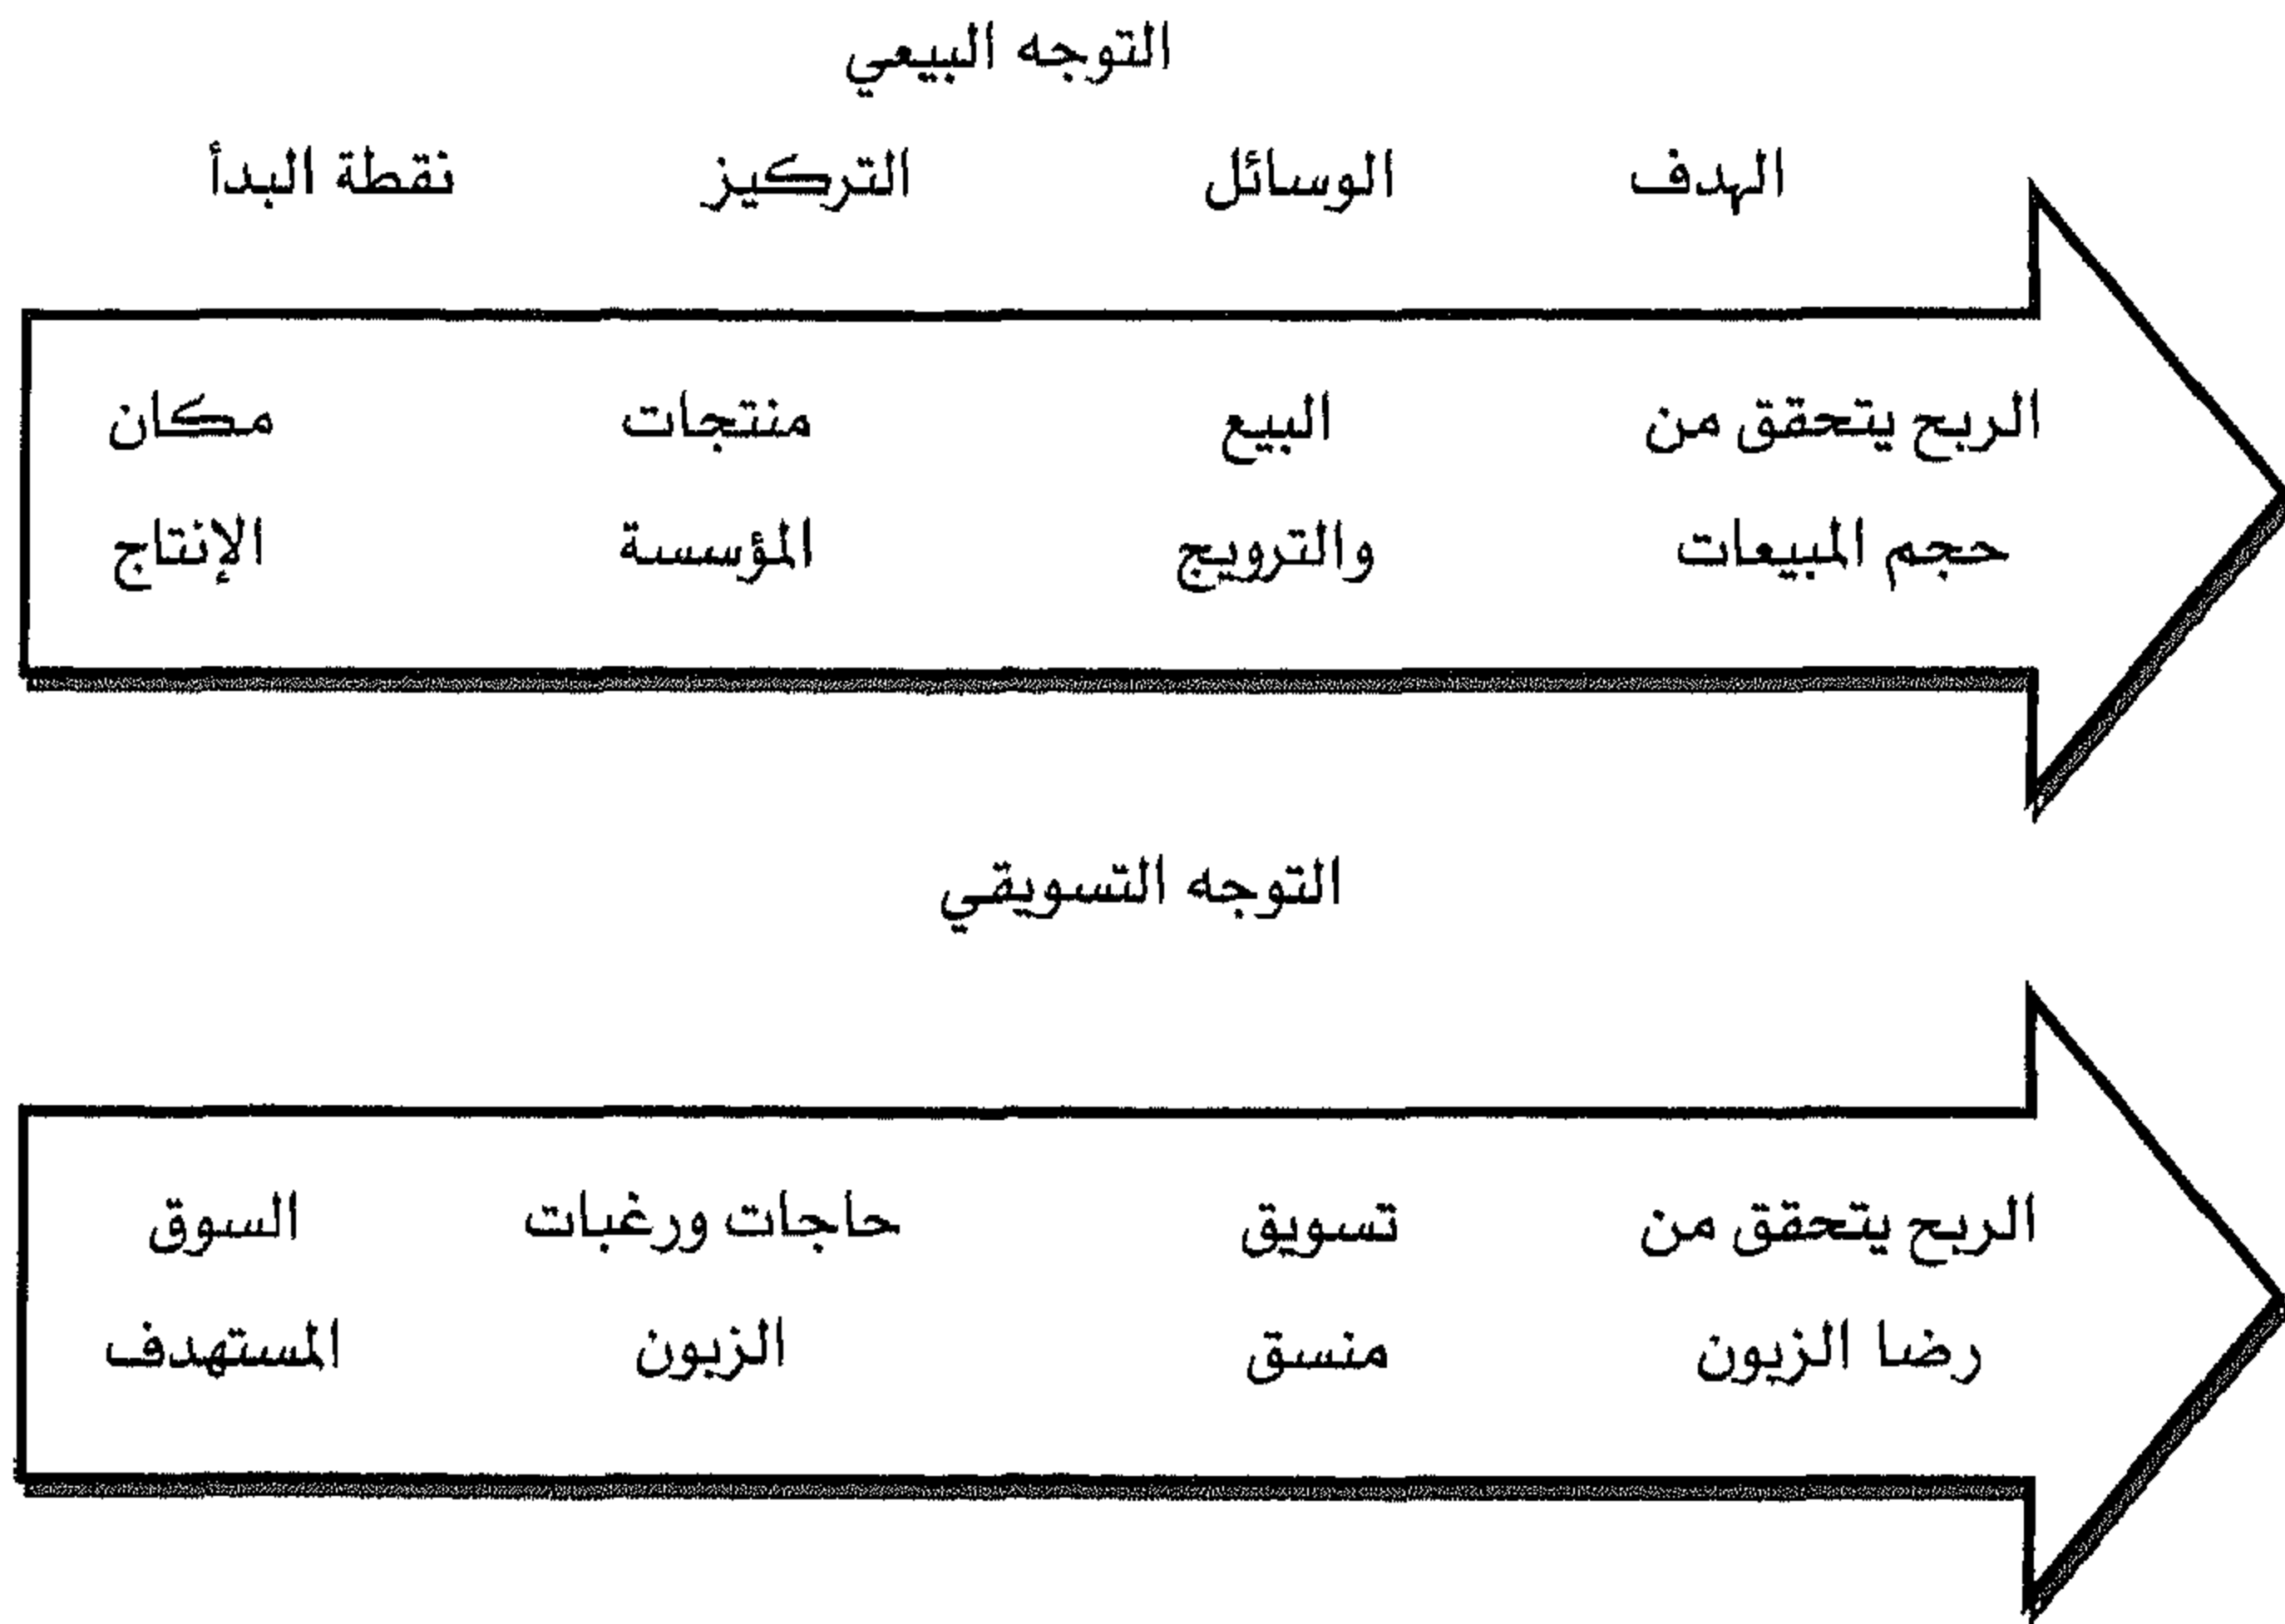 التوجه البيعي
نقطة البدأ التركيز الوسائل الهدف
مكان منتجات البيع الربح يتحقق من
الإنتاج المؤسسة والترويج حجم المبيعات
التوجه التسويقي
السوق حاجات ورغبات تسويق الربح يتحقق من
المستهدف الزبون منسق رضا الزبون